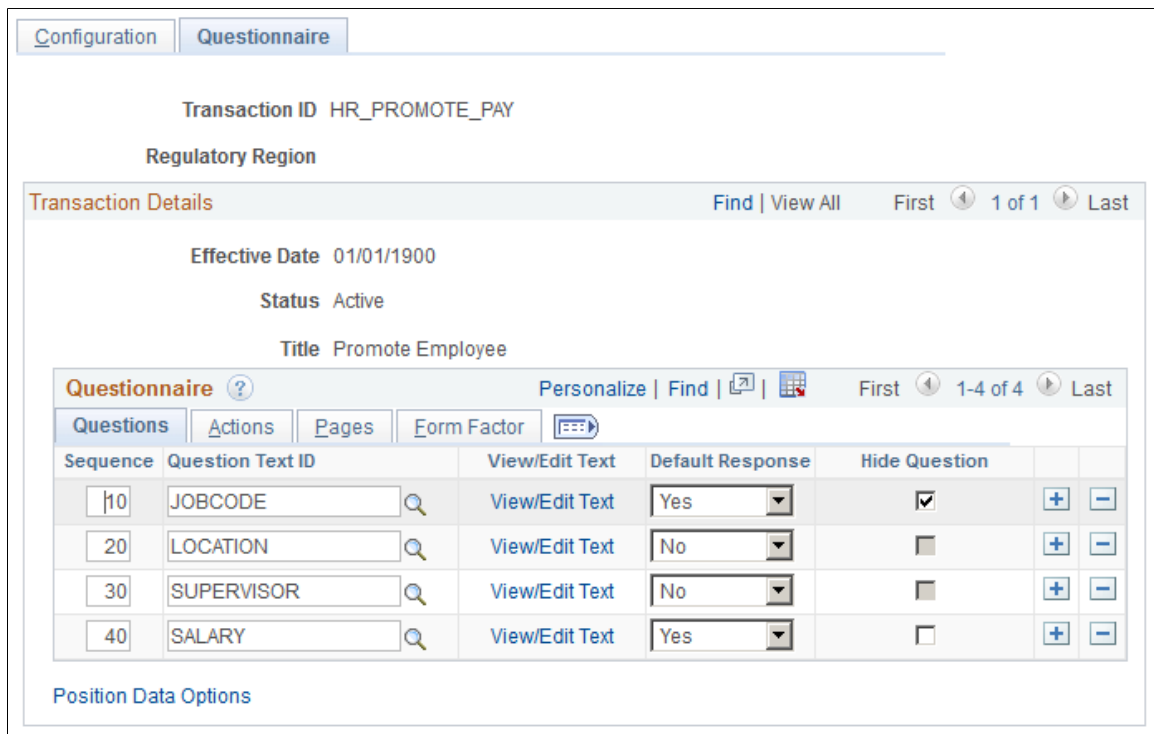 Configuration Questionnaire
Transaction ID HR_PROMOTE_PAY
Regulatory Region
Transaction Details Find | View All First 1 of 1 Last
Effective Date 01/01/1900
Status Active
Title Promote Employee
Questionnaire ? Personalize | Find | | First 1-4 of 4 Last
Questions Actions Pages Form Factor
Sequence Question Text ID View/Edit Text Default Response Hide Question
10 JOBCODE View/Edit Text Yes
20 LOCATION View/Edit Text No
30 SUPERVISOR View/Edit Text No
40 SALARY View/Edit Text Yes
Position Data Options